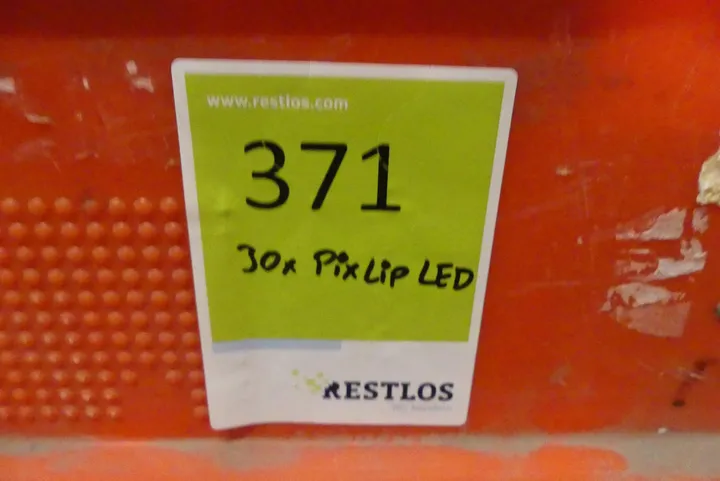 www.restlos.com
371
30x PixLip LED
RESTLOS